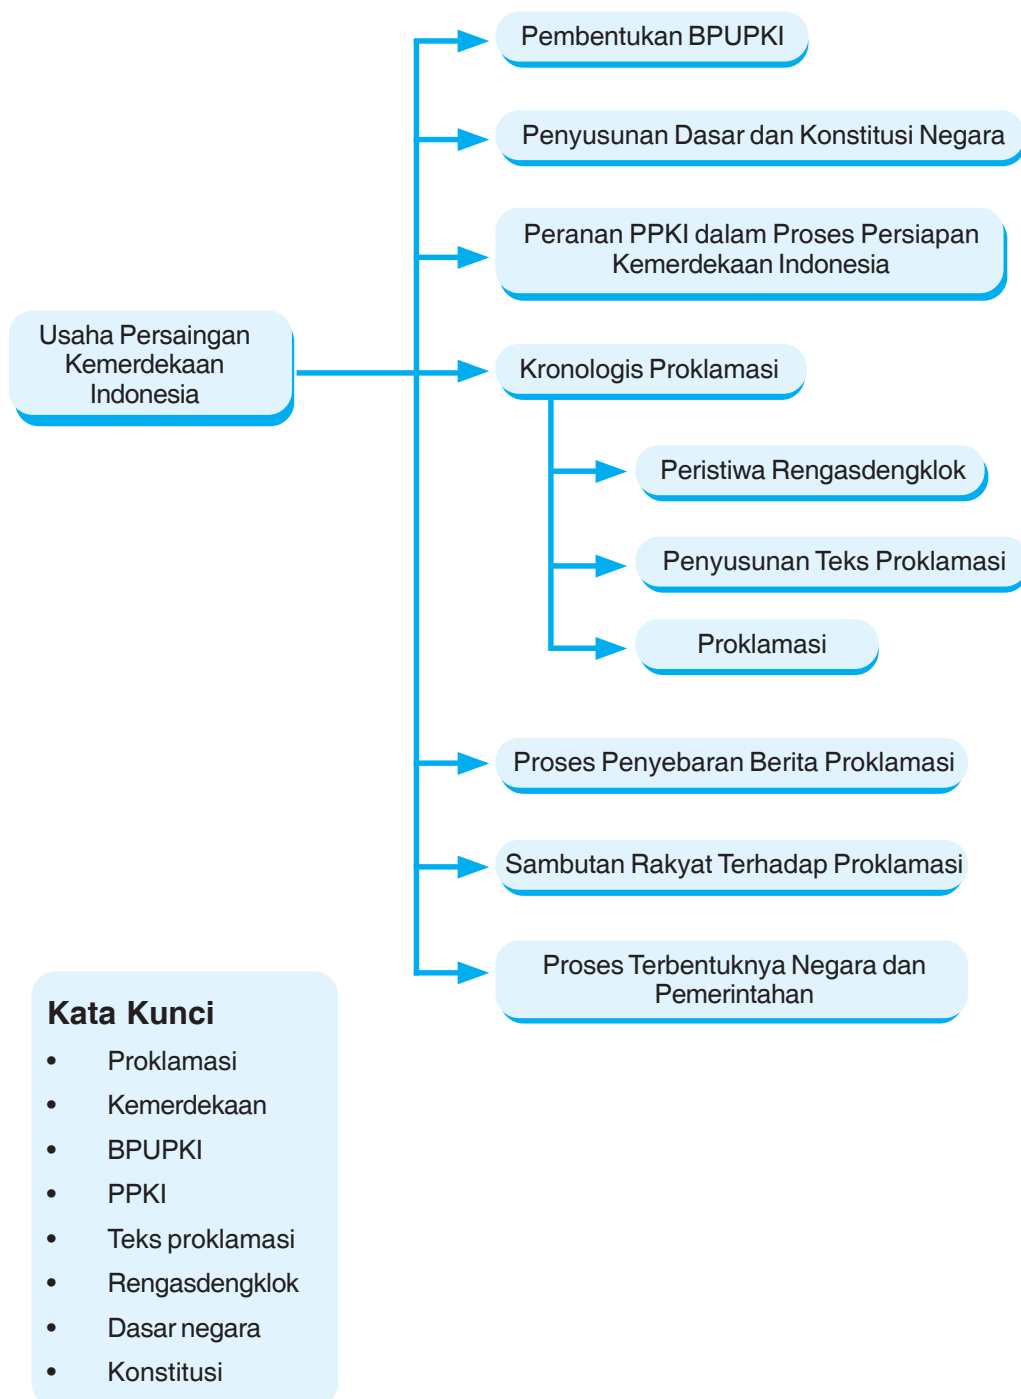 Pembentukan BPUPKI
Penyusunan Dasar dan Konstitusi Negara
Peranan PPKI dalam Proses Persiapan
Kemerdekaan Indonesia
Usaha Persaingan
Kemerdekaan
Indonesia
Kronologis Proklamasi
Peristiwa Rengasdengklok
Penyusunan Teks Proklamasi
Proklamasi
Proses Penyebaran Berita Proklamasi
Sambutan Rakyat Terhadap Proklamasi
Proses Terbentuknya Negara dan
Pemerintahan
Kata Kunci
• Proklamasi
• Kemerdekaan
• BPUPKI
• PPKI
• Teks proklamasi
• Rengasdengklok
• Dasar negara
• Konstitusi